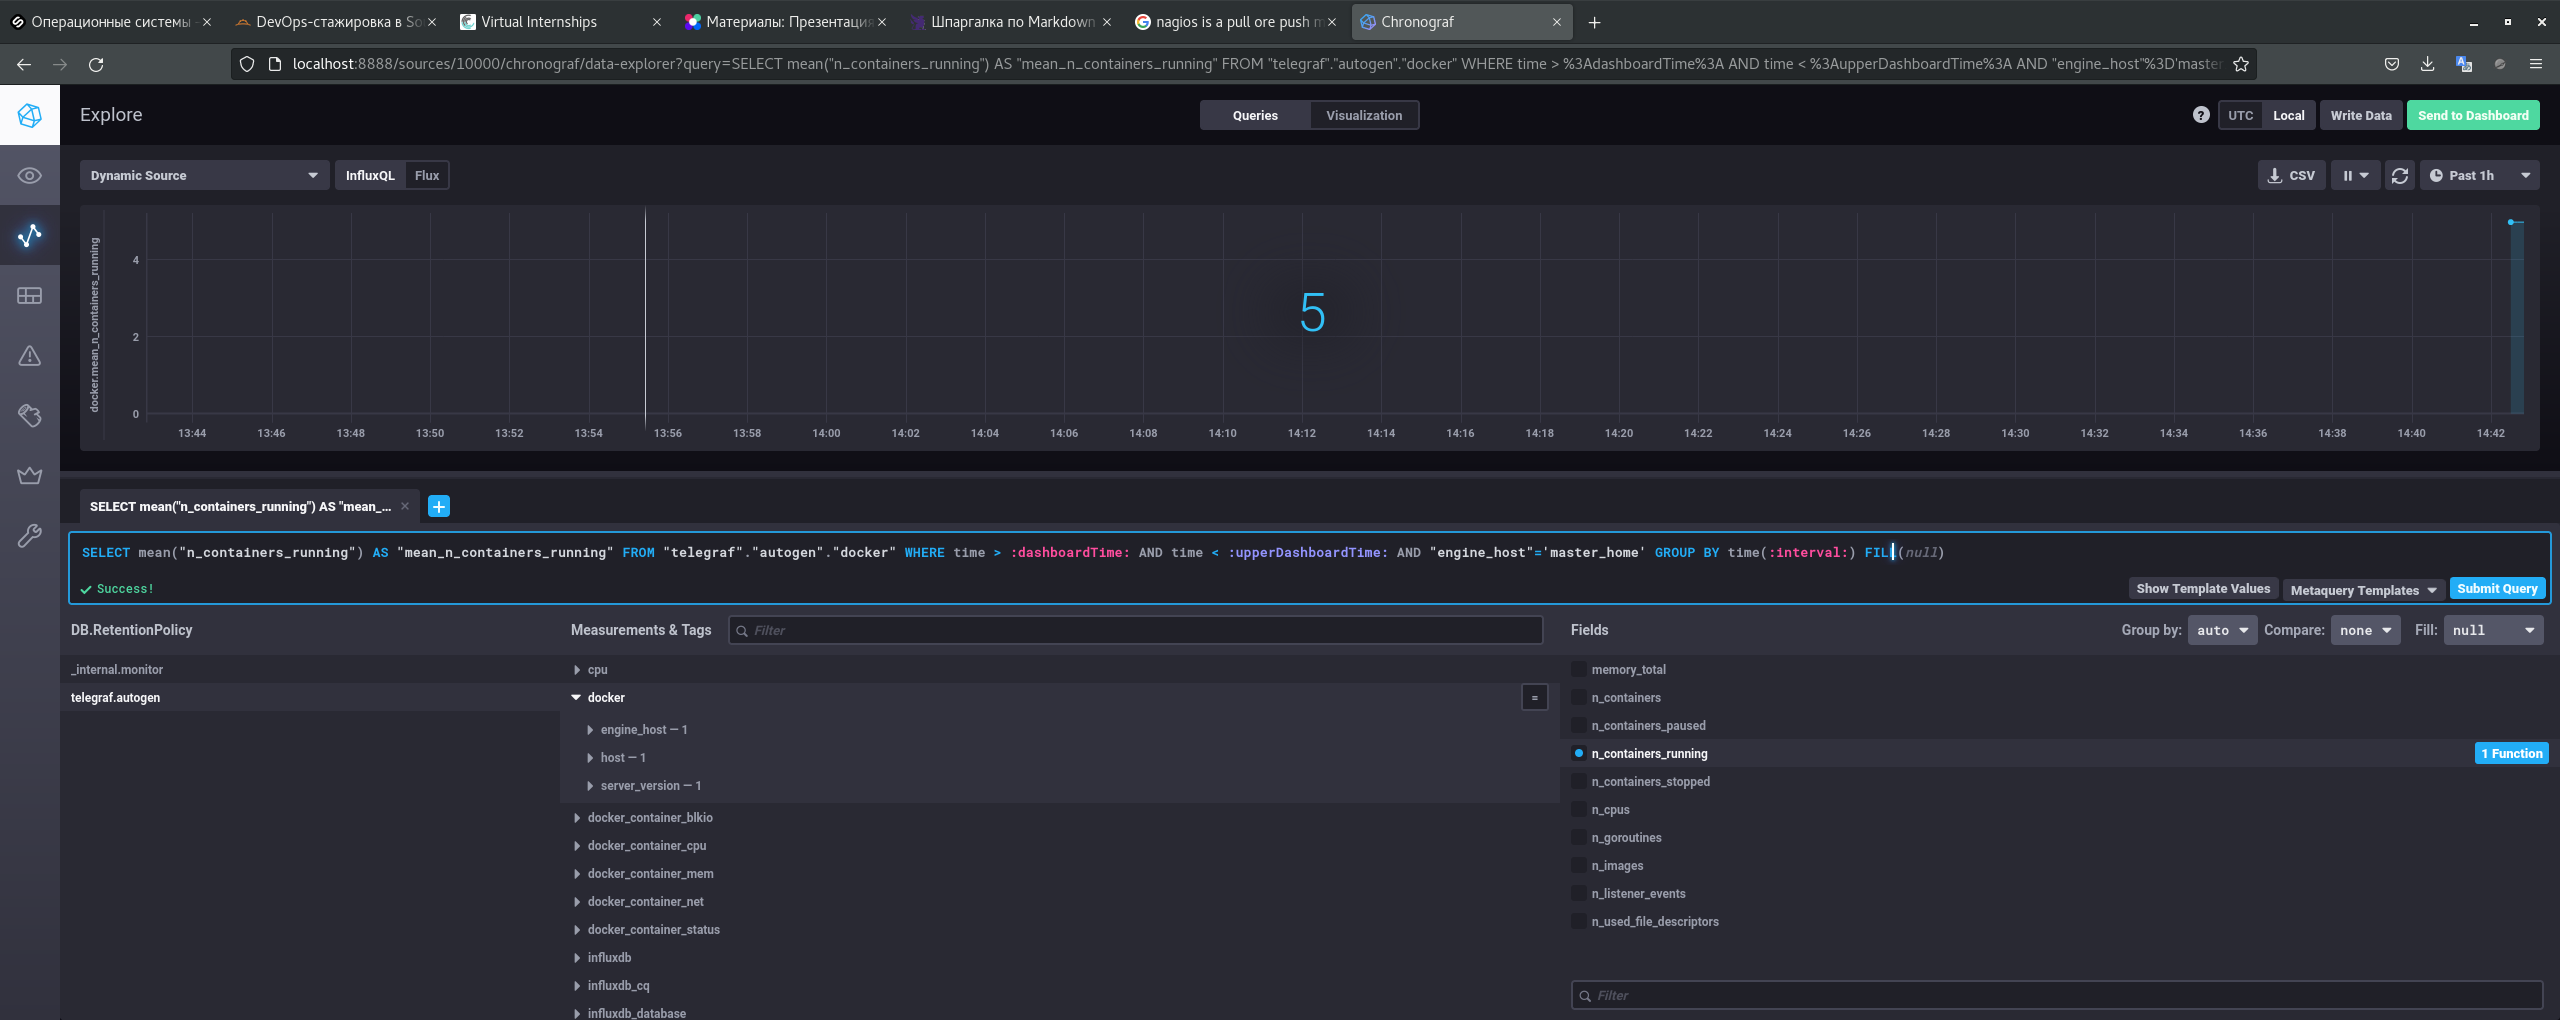 Операционные системы -
DevOps-стажировка в So
Virtual Internships
Материалы: Презентация
Шпаргалка по Markdown
nagios is a pull ore push m
Chronograf
localhost:8888/sources/10000/chronograf/data-explorer?query=SELECT mean("n_containers_running") AS "mean_n_containers_running" FROM "telegraf"."autogen"."docker" WHERE time > %3AdashboardTime%3A AND time < %3AupperDashboardTime%3A AND "engine_host"%3D'master
Explore
Queries
Visualization
?
UTC
Local
Write Data
Send to Dashboard
Dynamic Source
InfluxQL
Flux
CSV
Past 1h
docker.mean_n_containers_running
4
2
0
5
13:44 13:46 13:48 13:50 13:52 13:54 13:56 13:58 14:00 14:02 14:04 14:06 14:08 14:10 14:12 14:14 14:16 14:18 14:20 14:22 14:24 14:26 14:28 14:30 14:32 14:34 14:36 14:38 14:40 14:42
SELECT mean("n_containers_running") AS "mean_...
SELECT mean("n_containers_running") AS "mean_n_containers_running" FROM "telegraf"."autogen"."docker" WHERE time > :dashboardTime: AND time < :upperDashboardTime: AND "engine_host"='master_home' GROUP BY time(:interval:) FILL(null)
Success!
Show Template Values
Metaquery Templates
Submit Query
DB.RetentionPolicy
_internal.monitor
telegraf.autogen
Measurements & Tags
Filter
cpu
docker
=
engine_host — 1
host — 1
server_version — 1
docker_container_blkio
docker_container_cpu
docker_container_mem
docker_container_net
docker_container_status
influxdb
influxdb_cq
influxdb_database
Fields
Group by: auto
Compare: none
Fill: null
memory_total
n_containers
n_containers_paused
n_containers_running
1 Function
n_containers_stopped
n_cpus
n_goroutines
n_images
n_listener_events
n_used_file_descriptors
Filter